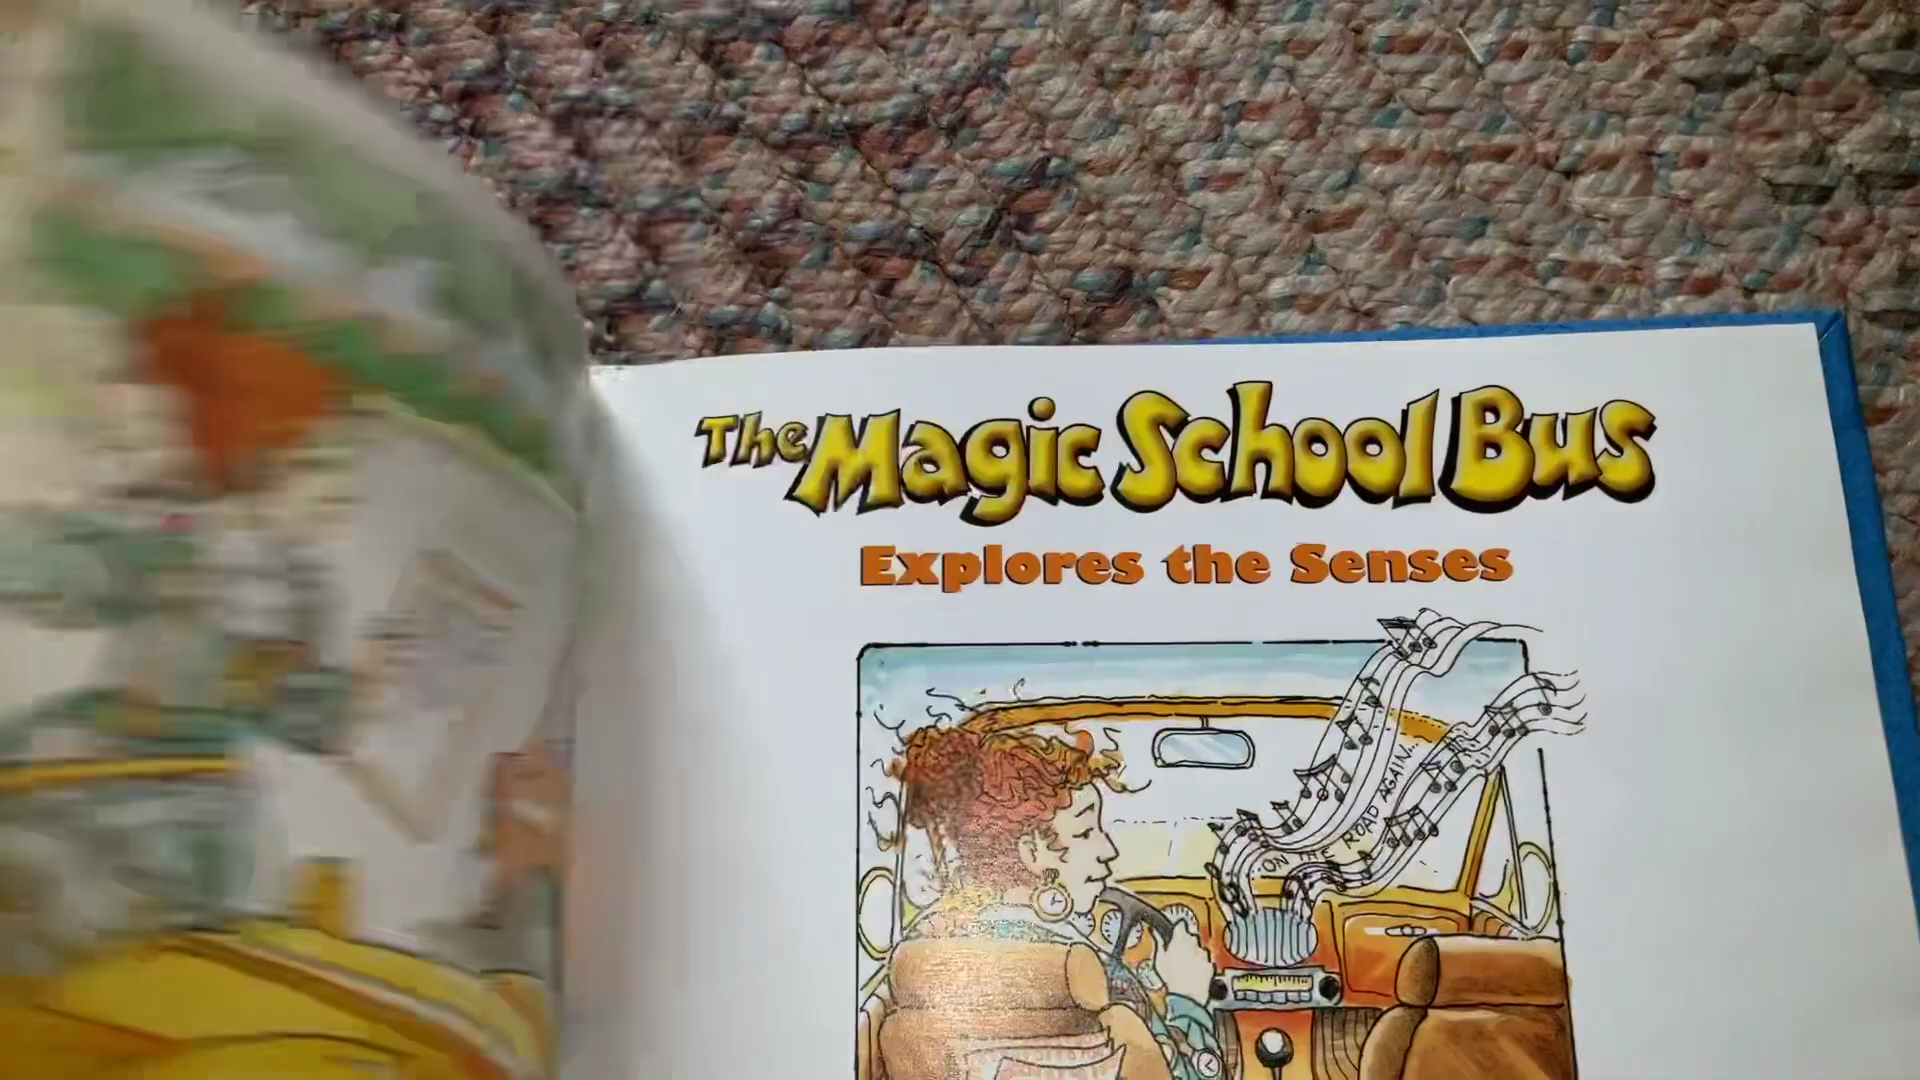 The Magic School Bus
Explores the Senses
ON THE ROAD AGAIN...